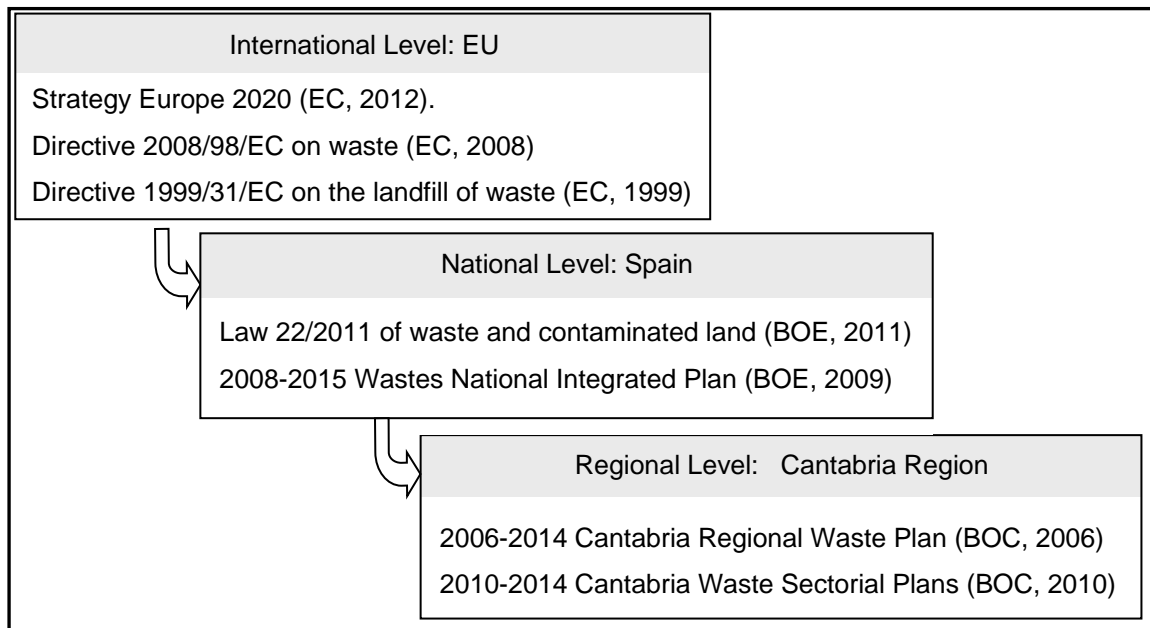 International Level: EU
Strategy Europe 2020 (EC, 2012).
Directive 2008/98/EC on waste (EC, 2008)
Directive 1999/31/EC on the landfill of waste (EC, 1999)
National Level: Spain
Law 22/2011 of waste and contaminated land (BOE, 2011)
2008-2015 Wastes National Integrated Plan (BOE, 2009)
Regional Level: Cantabria Region
2006-2014 Cantabria Regional Waste Plan (BOC, 2006)
2010-2014 Cantabria Waste Sectorial Plans (BOC, 2010)